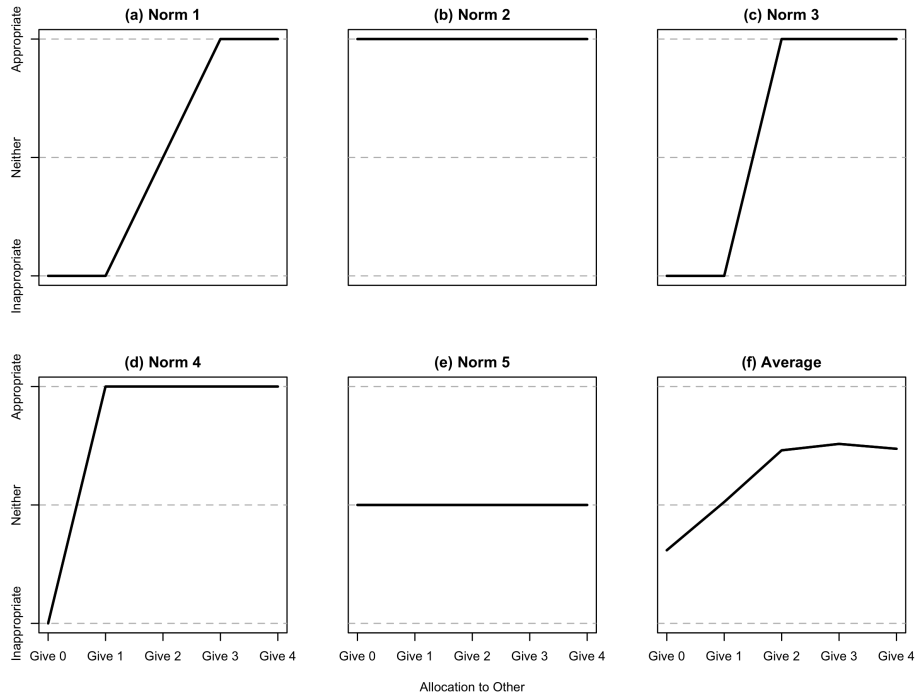 (a) Norm 1
(b) Norm 2
(c) Norm 3
Appropriate
Neither
Inappropriate
(d) Norm 4
(e) Norm 5
(f) Average
Appropriate
Neither
Inappropriate
Give 0 Give 1 Give 2 Give 3 Give 4
Give 0 Give 1 Give 2 Give 3 Give 4
Give 0 Give 1 Give 2 Give 3 Give 4
Allocation to Other